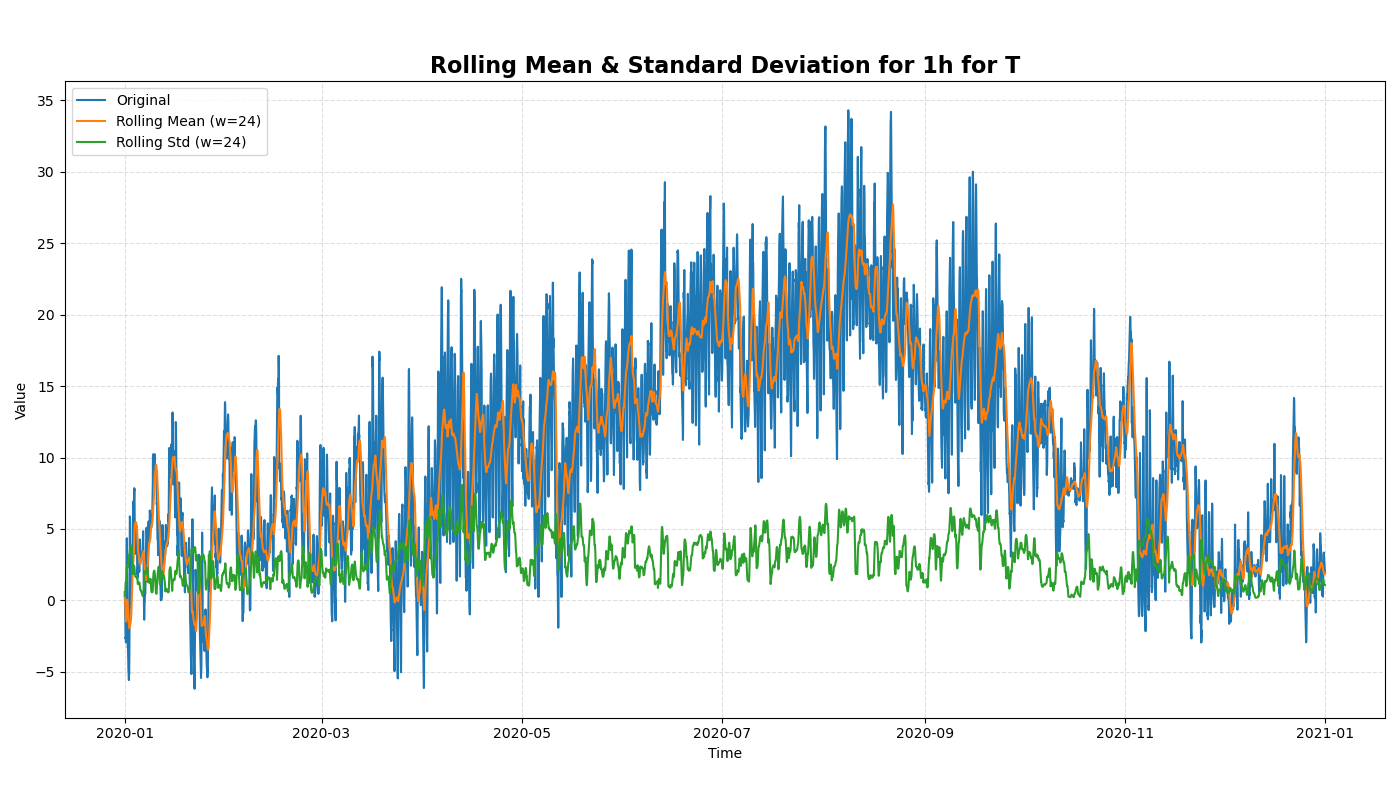 Rolling Mean & Standard Deviation for 1h for T
Original
Rolling Mean (w=24)
Rolling Std (w=24)
Value
35
30
25
20
15
10
5
0
−5
2020-01
2020-03
2020-05
2020-07
2020-09
2020-11
2021-01
Time